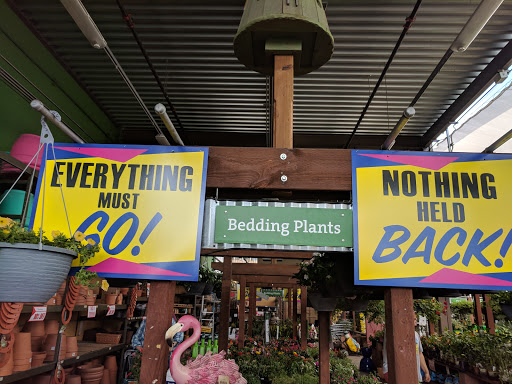 EVERYTHING
MUST
GO!
Bedding Plants
NOTHING
HELD
BACK!